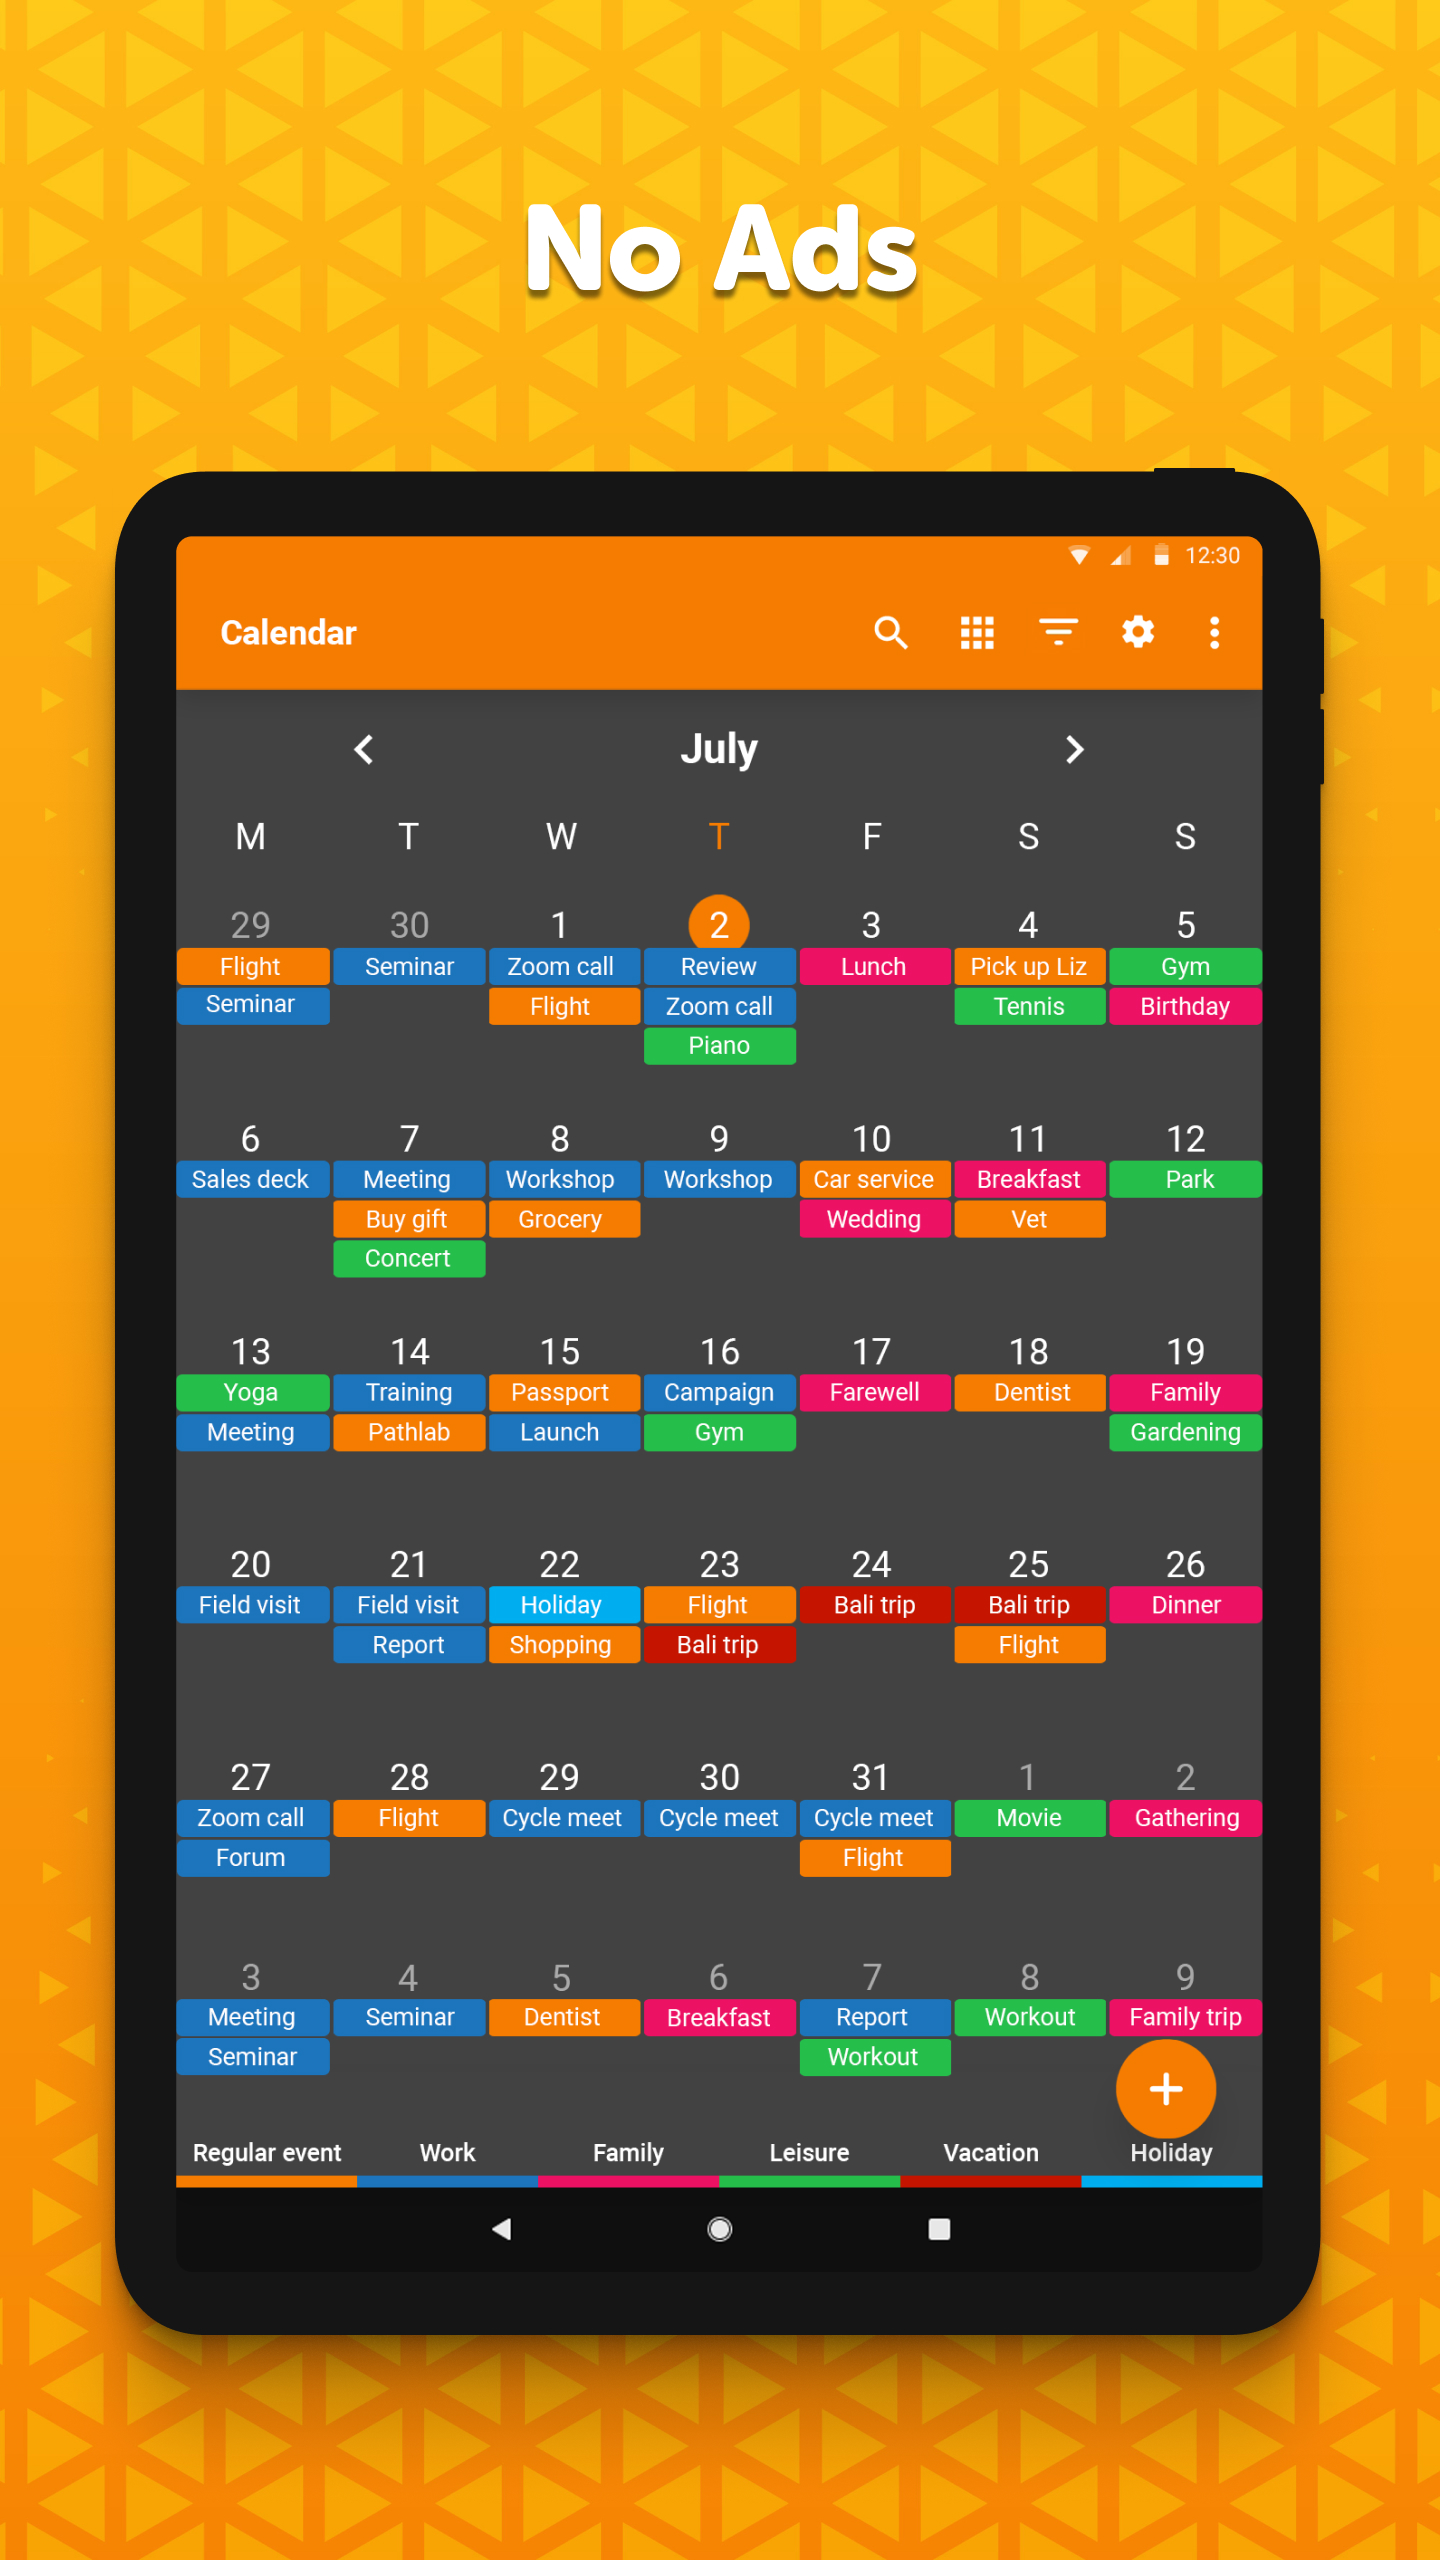 No Ads
12:30
Calendar
July
M T W T F S S
29 30 1 2 3 4 5
Flight Seminar Zoom call Review Lunch Pick up Liz Gym
Seminar Flight Zoom call Tennis Birthday
Piano
6 7 8 9 10 11 12
Sales deck Meeting Workshop Workshop Car service Breakfast Park
Buy gift Grocery Wedding Vet
Concert
13 14 15 16 17 18 19
Yoga Training Passport Campaign Farewell Dentist Family
Meeting Pathlab Launch Gym Gardening
20 21 22 23 24 25 26
Field visit Field visit Holiday Flight Bali trip Bali trip Dinner
Report Shopping Bali trip Flight
27 28 29 30 31 1 2
Zoom call Flight Cycle meet Cycle meet Cycle meet Movie Gathering
Forum Flight
3 4 5 6 7 8 9
Meeting Seminar Dentist Breakfast Report Workout Family trip
Seminar Workout
Regular event Work Family Leisure Vacation Holiday